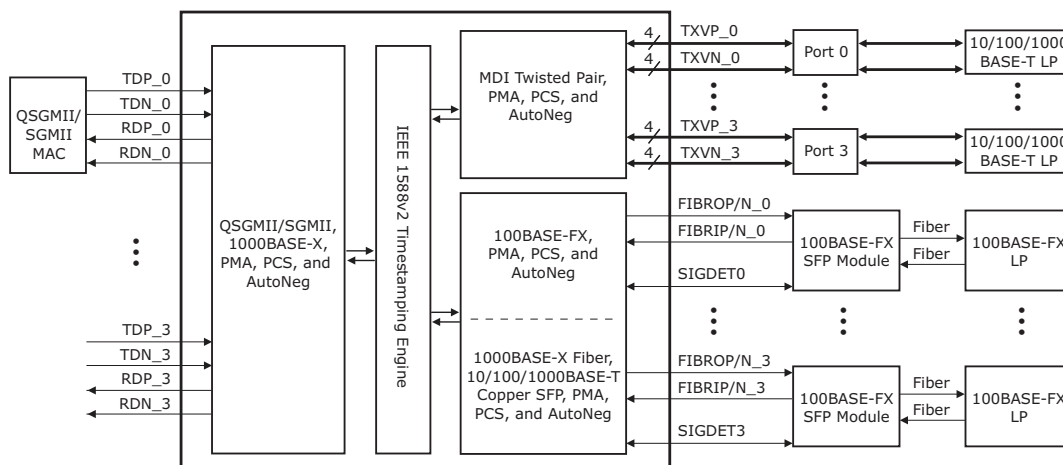 QSGMII/
SGMII
MAC
TDP_0
TDN_0
RDP_0
RDN_0
TDP_3
TDN_3
RDP_3
RDN_3
QSGMII/SGMII,
1000BASE-X,
PMA, PCS, and
AutoNeg
IEEE 1588v2 Timestamping Engine
MDI Twisted Pair,
PMA, PCS, and
AutoNeg
100BASE-FX,
PMA, PCS, and
AutoNeg
1000BASE-X Fiber,
10/100/1000BASE-T
Copper SFP, PMA,
PCS, and AutoNeg
4
TXVP_0
4
TXVN_0
4
TXVP_3
4
TXVN_3
Port 0
Port 3
10/100/1000
BASE-T LP
10/100/1000
BASE-T LP
FIBROP/N_0
FIBRIP/N_0
SIGDET0
100BASE-FX
SFP Module
Fiber
Fiber
100BASE-FX
LP
FIBROP/N_3
FIBRIP/N_3
SIGDET3
100BASE-FX
SFP Module
Fiber
Fiber
100BASE-FX
LP